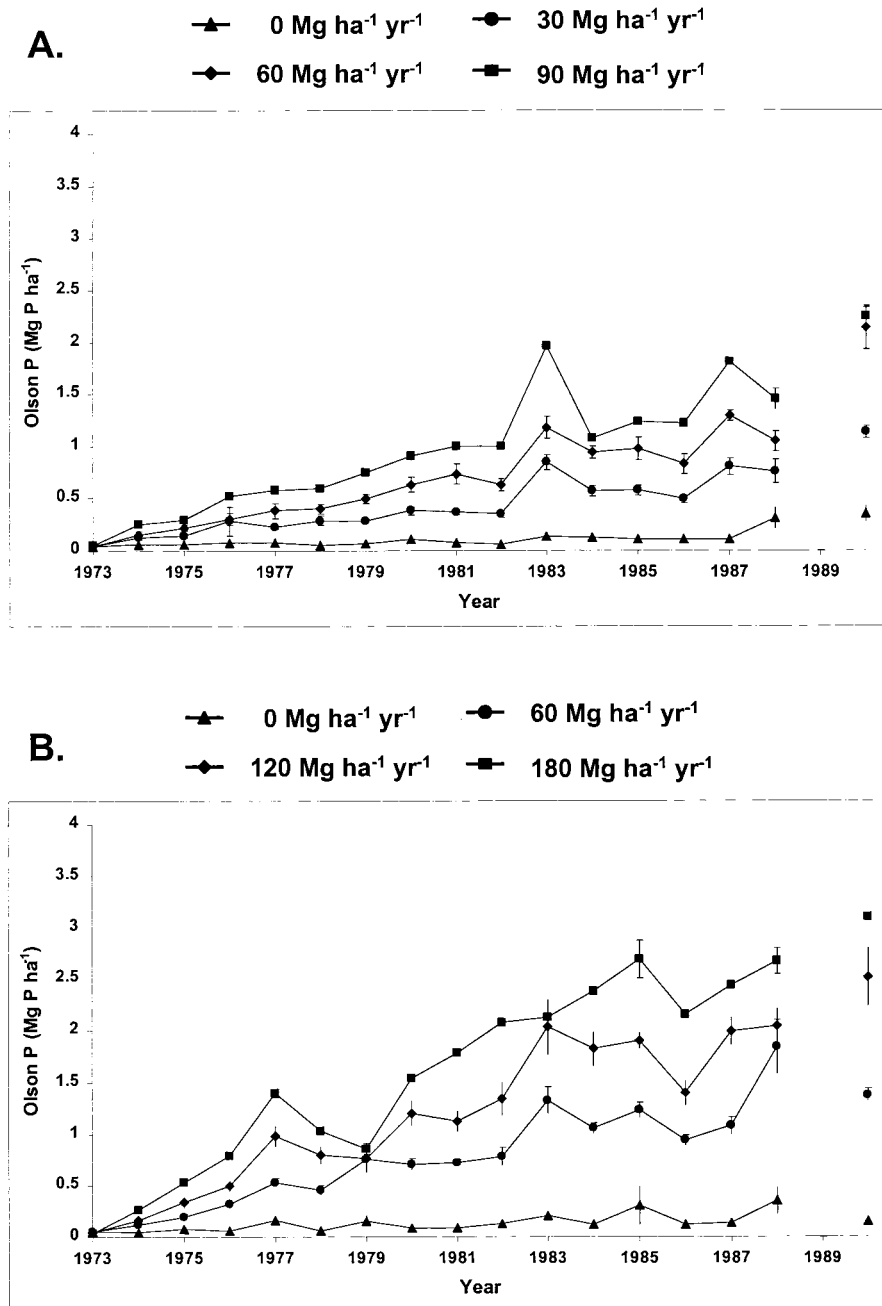 A.
0 Mg ha⁻¹ yr⁻¹ 30 Mg ha⁻¹ yr⁻¹
60 Mg ha⁻¹ yr⁻¹ 90 Mg ha⁻¹ yr⁻¹
4
3.5
3
2.5
2
1.5
1
0.5
0
Olson P (Mg P ha⁻¹)
1973 1975 1977 1979 1981 1983 1985 1987 1989
Year
B.
0 Mg ha⁻¹ yr⁻¹ 60 Mg ha⁻¹ yr⁻¹
120 Mg ha⁻¹ yr⁻¹ 180 Mg ha⁻¹ yr⁻¹
4
3.5
3
2.5
2
1.5
1
0.5
0
Olson P (Mg P ha⁻¹)
1973 1975 1977 1979 1981 1983 1985 1987 1989
Year